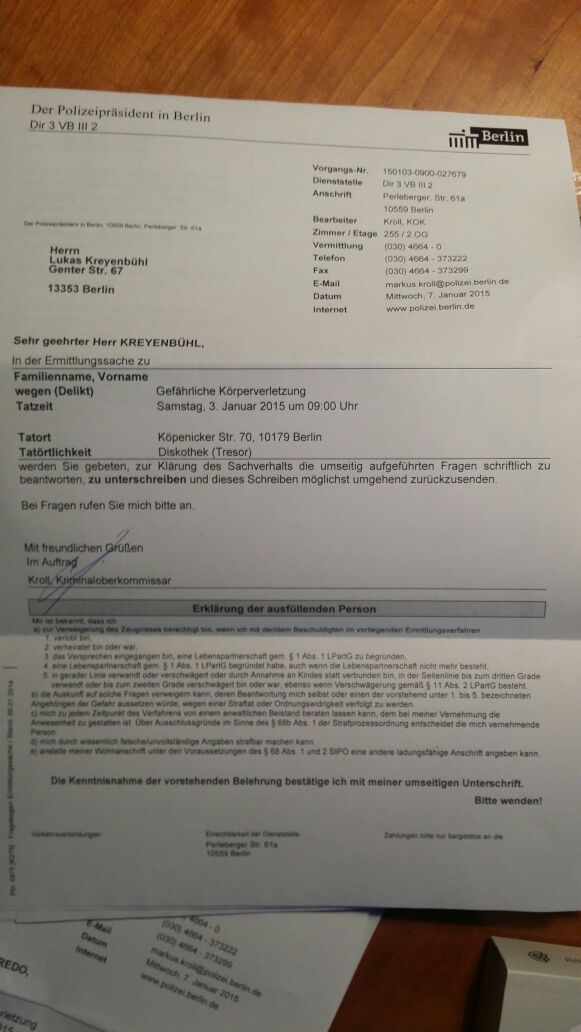 Der Polizeipräsident in Berlin
Dir 3 VB III 2
Berlin
Vorgangs-Nr. 150103-0900-027679
Dienststelle Dir 3 VB III 2
Anschrift Perleberger. Str. 61a
10559 Berlin
Bearbeiter Kroll, KOK
Zimmer / Etage 255 / 2.OG
Vermittlung (030) 4664 - 0
Telefon (030) 4664 - 373222
Fax (030) 4664 - 373299
E-Mail markus.kroll@polizei.berlin.de
Datum Mittwoch, 7. Januar 2015
Internet www.polizei.berlin.de
Der Polizeipräsident in Berlin, 10559 Berlin, Perleberger. Str. 61a
Herrn
Lukas Kreyenbühl
Genter Str. 67
13353 Berlin
Sehr geehrter Herr KREYENBÜHL,
In der Ermittlungssache zu
Familienname, Vorname
wegen (Delikt) Gefährliche Körperverletzung
Tatzeit Samstag, 3. Januar 2015 um 09:00 Uhr
Tatort Köpenicker Str. 70, 10179 Berlin
Tatörtlichkeit Diskothek (Tresor)
werden Sie gebeten, zur Klärung des Sachverhalts die umseitig aufgeführten Fragen schriftlich zu
beantworten, zu unterschreiben und dieses Schreiben möglichst umgehend zurückzusenden.
Bei Fragen rufen Sie mich bitte an.
Mit freundlichen Grüßen
Im Auftrag
Kroll, Kriminaloberkommissar
Erklärung der ausfüllenden Person
Mir ist bekannt, dass ich
a) zur Verweigerung des Zeugnisses berechtigt bin, wenn ich mit der/dem Beschuldigten im vorliegenden Ermittlungsverfahren
1. verlobt bin,
2. verheiratet bin oder war,
3. das Versprechen eingegangen bin, eine Lebenspartnerschaft gem. § 1 Abs. 1 LPartG zu begründen,
4. eine Lebenspartnerschaft gem. § 1 Abs. 1 LPartG begründet habe, auch wenn die Lebenspartnerschaft nicht mehr besteht,
5. in gerader Linie verwandt oder verschwägert oder durch Annahme an Kindes statt verbunden bin, in der Seitenlinie bis zum dritten Grade
verwandt oder bis zum zweiten Grade verschwägert bin oder war, ebenso wenn Verschwägerung gemäß § 11 Abs. 2 LPartG besteht.
b) die Auskunft auf solche Fragen verweigern kann, deren Beantwortung mich selbst oder einen der vorstehend unter 1. bis 5. bezeichneten
Angehörigen der Gefahr aussetzen würde, wegen einer Straftat oder Ordnungswidrigkeit verfolgt zu werden.
c) mich zu jedem Zeitpunkt des Verfahrens von einem anwaltlichen Beistand beraten lassen kann, dem bei meiner Vernehmung die
Anwesenheit zu gestatten ist. Über Ausschlussgründe im Sinne des § 68b Abs. 1 der Strafprozessordnung entscheidet die mich vernehmende
Person.
d) mich durch wissentlich falsche/unvollständige Angaben strafbar machen kann.
e) anstelle meiner Wohnanschrift unter den Voraussetzungen des § 68 Abs. 1 und 2 StPO eine andere ladungsfähige Anschrift angeben kann.
Die Kenntnisnahme der vorstehenden Belehrung bestätige ich mit meiner umseitigen Unterschrift.
Bitte wenden!
Verkehrsverbindungen
Erreichbarkeit der Dienststelle
Perleberger Str. 61a
10559 Berlin
Zahlungen bitte nur bargeldlos an die
Fragebogen Ermittlungssache / Stand: 30.01.2014
4664 - 0
(030) 4664 - 373222
(030) 4664 - 373299
E-Mail markus.kroll@polizei.berlin.de
Datum Mittwoch, 7. Januar 2015
Internet www.polizei.berlin.de
REDO,
rletzung